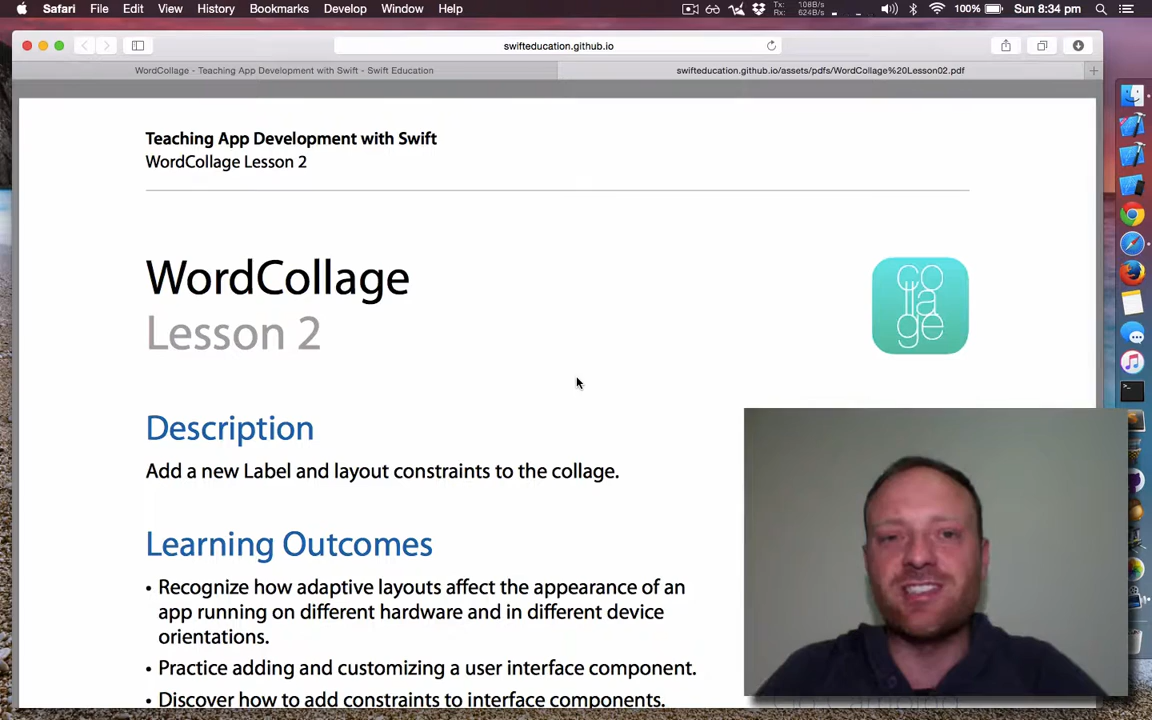 Safari File Edit View History Bookmarks Develop Window Help
Tx: 108B/s
Rx: 624B/s
100% Sun 8:34 pm
swifteducation.github.io
WordCollage - Teaching App Development with Swift - Swift Education
swifteducation.github.io/assets/pdfs/WordCollage%20Lesson02.pdf
Teaching App Development with Swift
WordCollage Lesson 2
WordCollage
Lesson 2
co
lla
ge
Description
Add a new Label and layout constraints to the collage.
Learning Outcomes
• Recognize how adaptive layouts affect the appearance of an
app running on different hardware and in different device
orientations.
• Practice adding and customizing a user interface component.
• Discover how to add constraints to interface components.